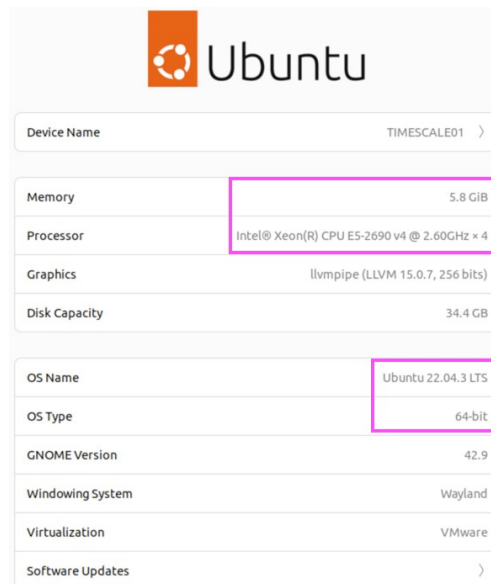 Ubuntu
Device Name TIMESCALE01
Memory 5.8 GiB
Processor Intel® Xeon(R) CPU E5-2690 v4 @ 2.60GHz × 4
Graphics llvmpipe (LLVM 15.0.7, 256 bits)
Disk Capacity 34.4 GB
OS Name Ubuntu 22.04.3 LTS
OS Type 64-bit
GNOME Version 42.9
Windowing System Wayland
Virtualization VMware
Software Updates